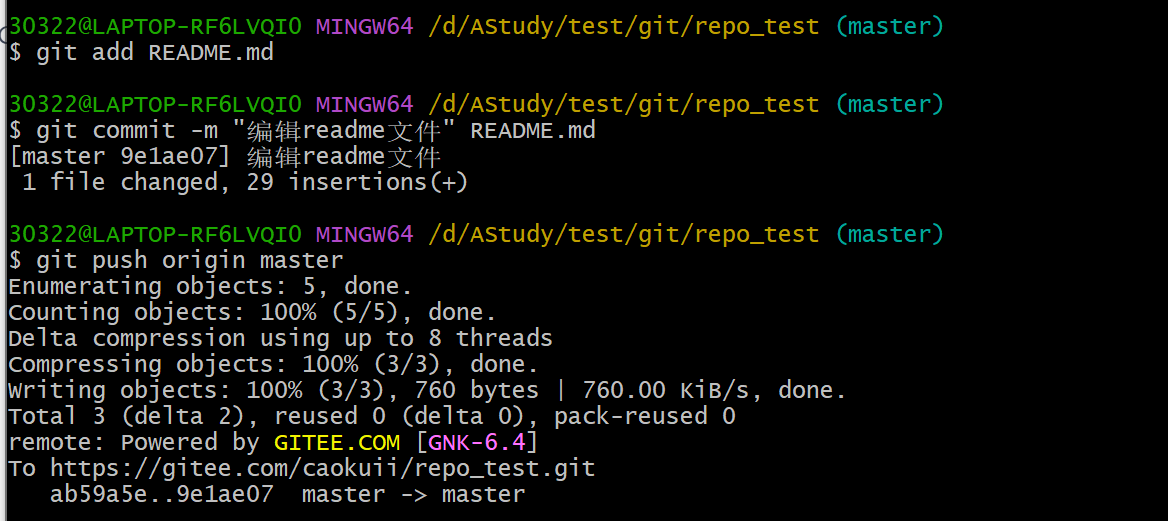 30322@LAPTOP-RF6LVQI0 MINGW64 /d/AStudy/test/git/repo_test (master)
$ git add README.md
30322@LAPTOP-RF6LVQI0 MINGW64 /d/AStudy/test/git/repo_test (master)
$ git commit -m "编辑readme文件" README.md
[master 9e1ae07] 编辑readme文件
 1 file changed, 29 insertions(+)
30322@LAPTOP-RF6LVQI0 MINGW64 /d/AStudy/test/git/repo_test (master)
$ git push origin master
Enumerating objects: 5, done.
Counting objects: 100% (5/5), done.
Delta compression using up to 8 threads
Compressing objects: 100% (3/3), done.
Writing objects: 100% (3/3), 760 bytes | 760.00 KiB/s, done.
Total 3 (delta 2), reused 0 (delta 0), pack-reused 0
remote: Powered by GITEE.COM [GNK-6.4]
To https://gitee.com/caokuii/repo_test.git
   ab59a5e..9e1ae07  master -> master